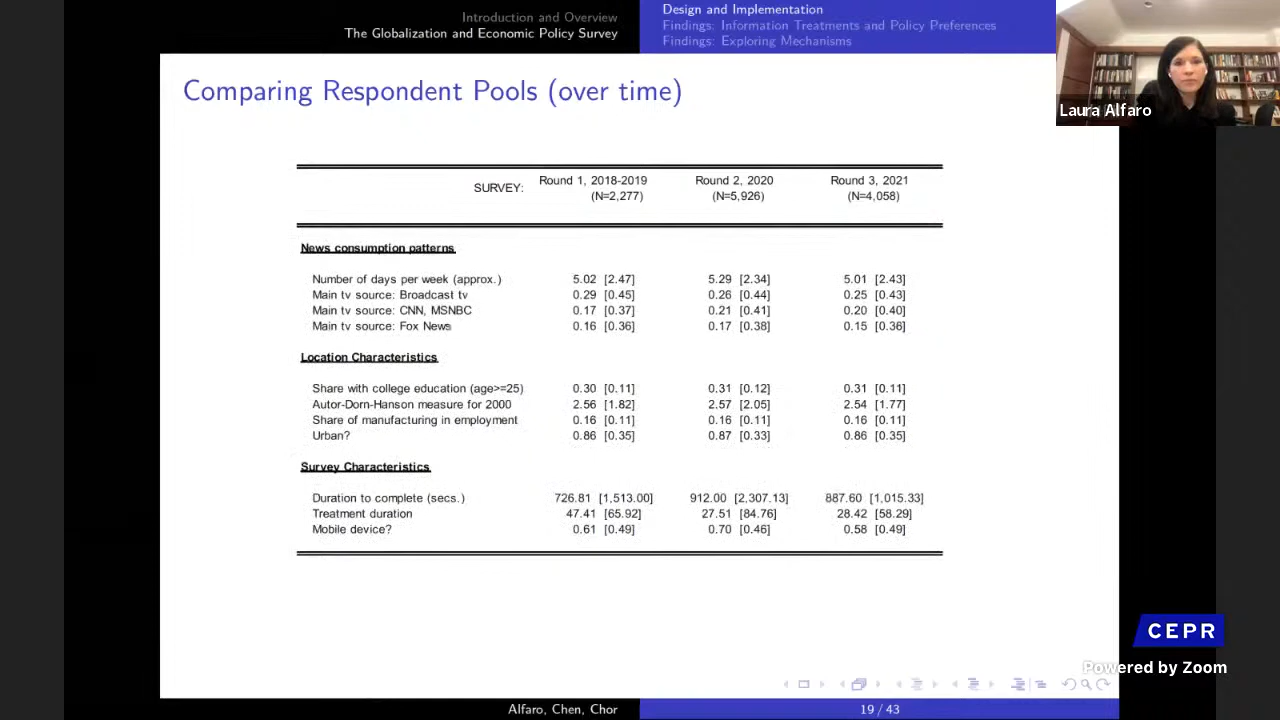 Introduction and Overview
The Globalization and Economic Policy Survey
Design and Implementation
Findings: Information Treatments and Policy Preferences
Findings: Exploring Mechanisms
Laura Alfaro
Comparing Respondent Pools (over time)
SURVEY: Round 1, 2018-2019 Round 2, 2020 Round 3, 2021
(N=2,277) (N=5,926) (N=4,058)
News consumption patterns
Number of days per week (approx.) 5.02 [2.47] 5.29 [2.34] 5.01 [2.43]
Main tv source: Broadcast tv 0.29 [0.45] 0.26 [0.44] 0.25 [0.43]
Main tv source: CNN, MSNBC 0.17 [0.37] 0.21 [0.41] 0.20 [0.40]
Main tv source: Fox News 0.16 [0.36] 0.17 [0.38] 0.15 [0.36]
Location Characteristics
Share with college education (age>=25) 0.30 [0.11] 0.31 [0.12] 0.31 [0.11]
Autor-Dorn-Hanson measure for 2000 2.56 [1.82] 2.57 [2.05] 2.54 [1.77]
Share of manufacturing in employment 0.16 [0.11] 0.16 [0.11] 0.16 [0.11]
Urban? 0.86 [0.35] 0.87 [0.33] 0.86 [0.35]
Survey Characteristics
Duration to complete (secs.) 726.81 [1,513.00] 912.00 [2,307.13] 887.60 [1,015.33]
Treatment duration 47.41 [65.92] 27.51 [84.76] 28.42 [58.29]
Mobile device? 0.61 [0.49] 0.70 [0.46] 0.58 [0.49]
CEPR
Powered by Zoom
Alfaro, Chen, Chor
19 / 43